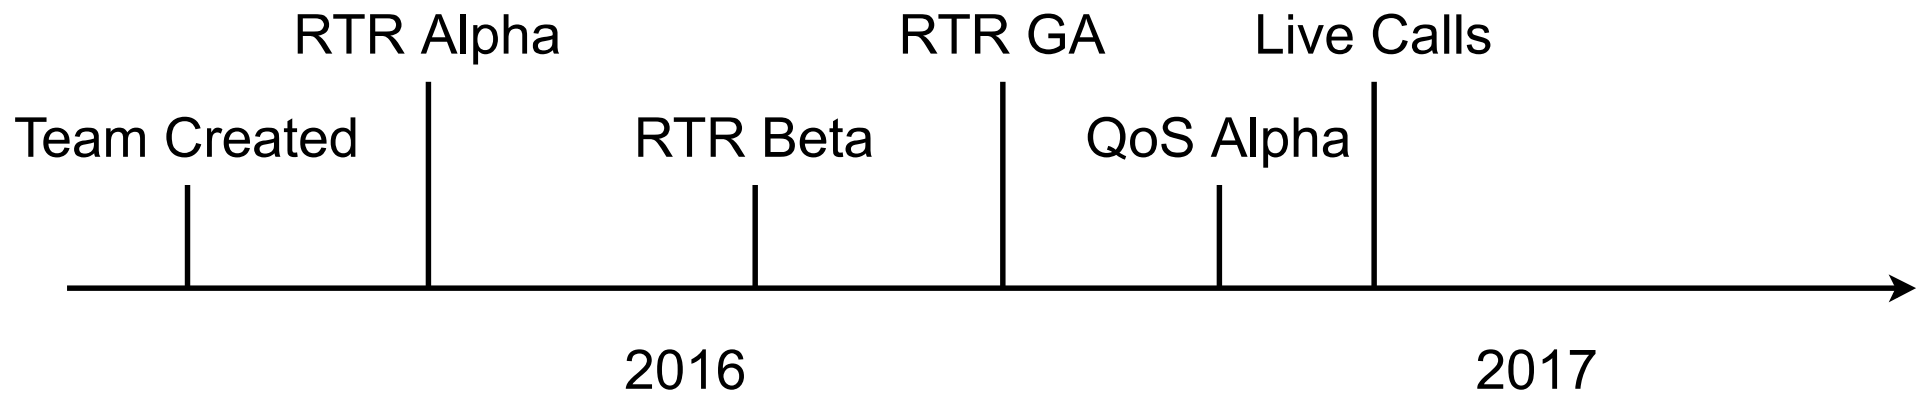 RTR Alpha
RTR GA
Live Calls
Team Created
RTR Beta
QoS Alpha
2016
2017